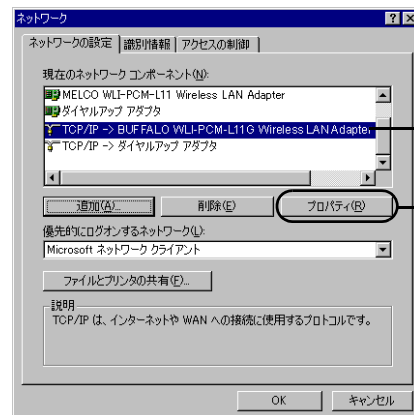 ネットワーク
ネットワークの設定 識別情報 アクセスの制御
現在のネットワーク コンポーネント(N):
MELCO WLI-PCM-L11 Wireless LAN Adapter
ダイヤルアップ アダプタ
TCP/IP -> BUFFALO WLI-PCM-L11G Wireless LAN Adapter
TCP/IP -> ダイヤルアップ アダプタ
追加(A)... 削除(E) プロパティ(R)
優先的にログオンするネットワーク(L):
Microsoft ネットワーク クライアント
ファイルとプリンタの共有(F)...
説明
TCP/IP は、インターネットや WAN への接続に使用するプロトコルです。
OK キャンセル